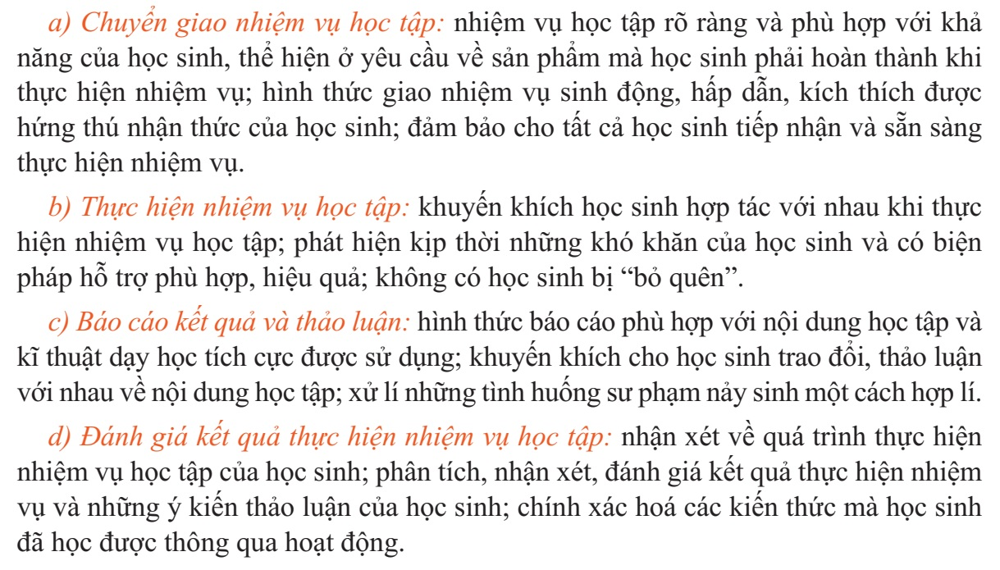 a) Chuyển giao nhiệm vụ học tập: nhiệm vụ học tập rõ ràng và phù hợp với khả
năng của học sinh, thể hiện ở yêu cầu về sản phẩm mà học sinh phải hoàn thành khi
thực hiện nhiệm vụ; hình thức giao nhiệm vụ sinh động, hấp dẫn, kích thích được
hứng thú nhận thức của học sinh; đảm bảo cho tất cả học sinh tiếp nhận và sẵn sàng
thực hiện nhiệm vụ.
b) Thực hiện nhiệm vụ học tập: khuyến khích học sinh hợp tác với nhau khi thực
hiện nhiệm vụ học tập; phát hiện kịp thời những khó khăn của học sinh và có biện
pháp hỗ trợ phù hợp, hiệu quả; không có học sinh bị “bỏ quên”.
c) Báo cáo kết quả và thảo luận: hình thức báo cáo phù hợp với nội dung học tập và
kĩ thuật dạy học tích cực được sử dụng; khuyến khích cho học sinh trao đổi, thảo luận
với nhau về nội dung học tập; xử lí những tình huống sư phạm nảy sinh một cách hợp lí.
d) Đánh giá kết quả thực hiện nhiệm vụ học tập: nhận xét về quá trình thực hiện
nhiệm vụ học tập của học sinh; phân tích, nhận xét, đánh giá kết quả thực hiện nhiệm
vụ và những ý kiến thảo luận của học sinh; chính xác hoá các kiến thức mà học sinh
đã học được thông qua hoạt động.